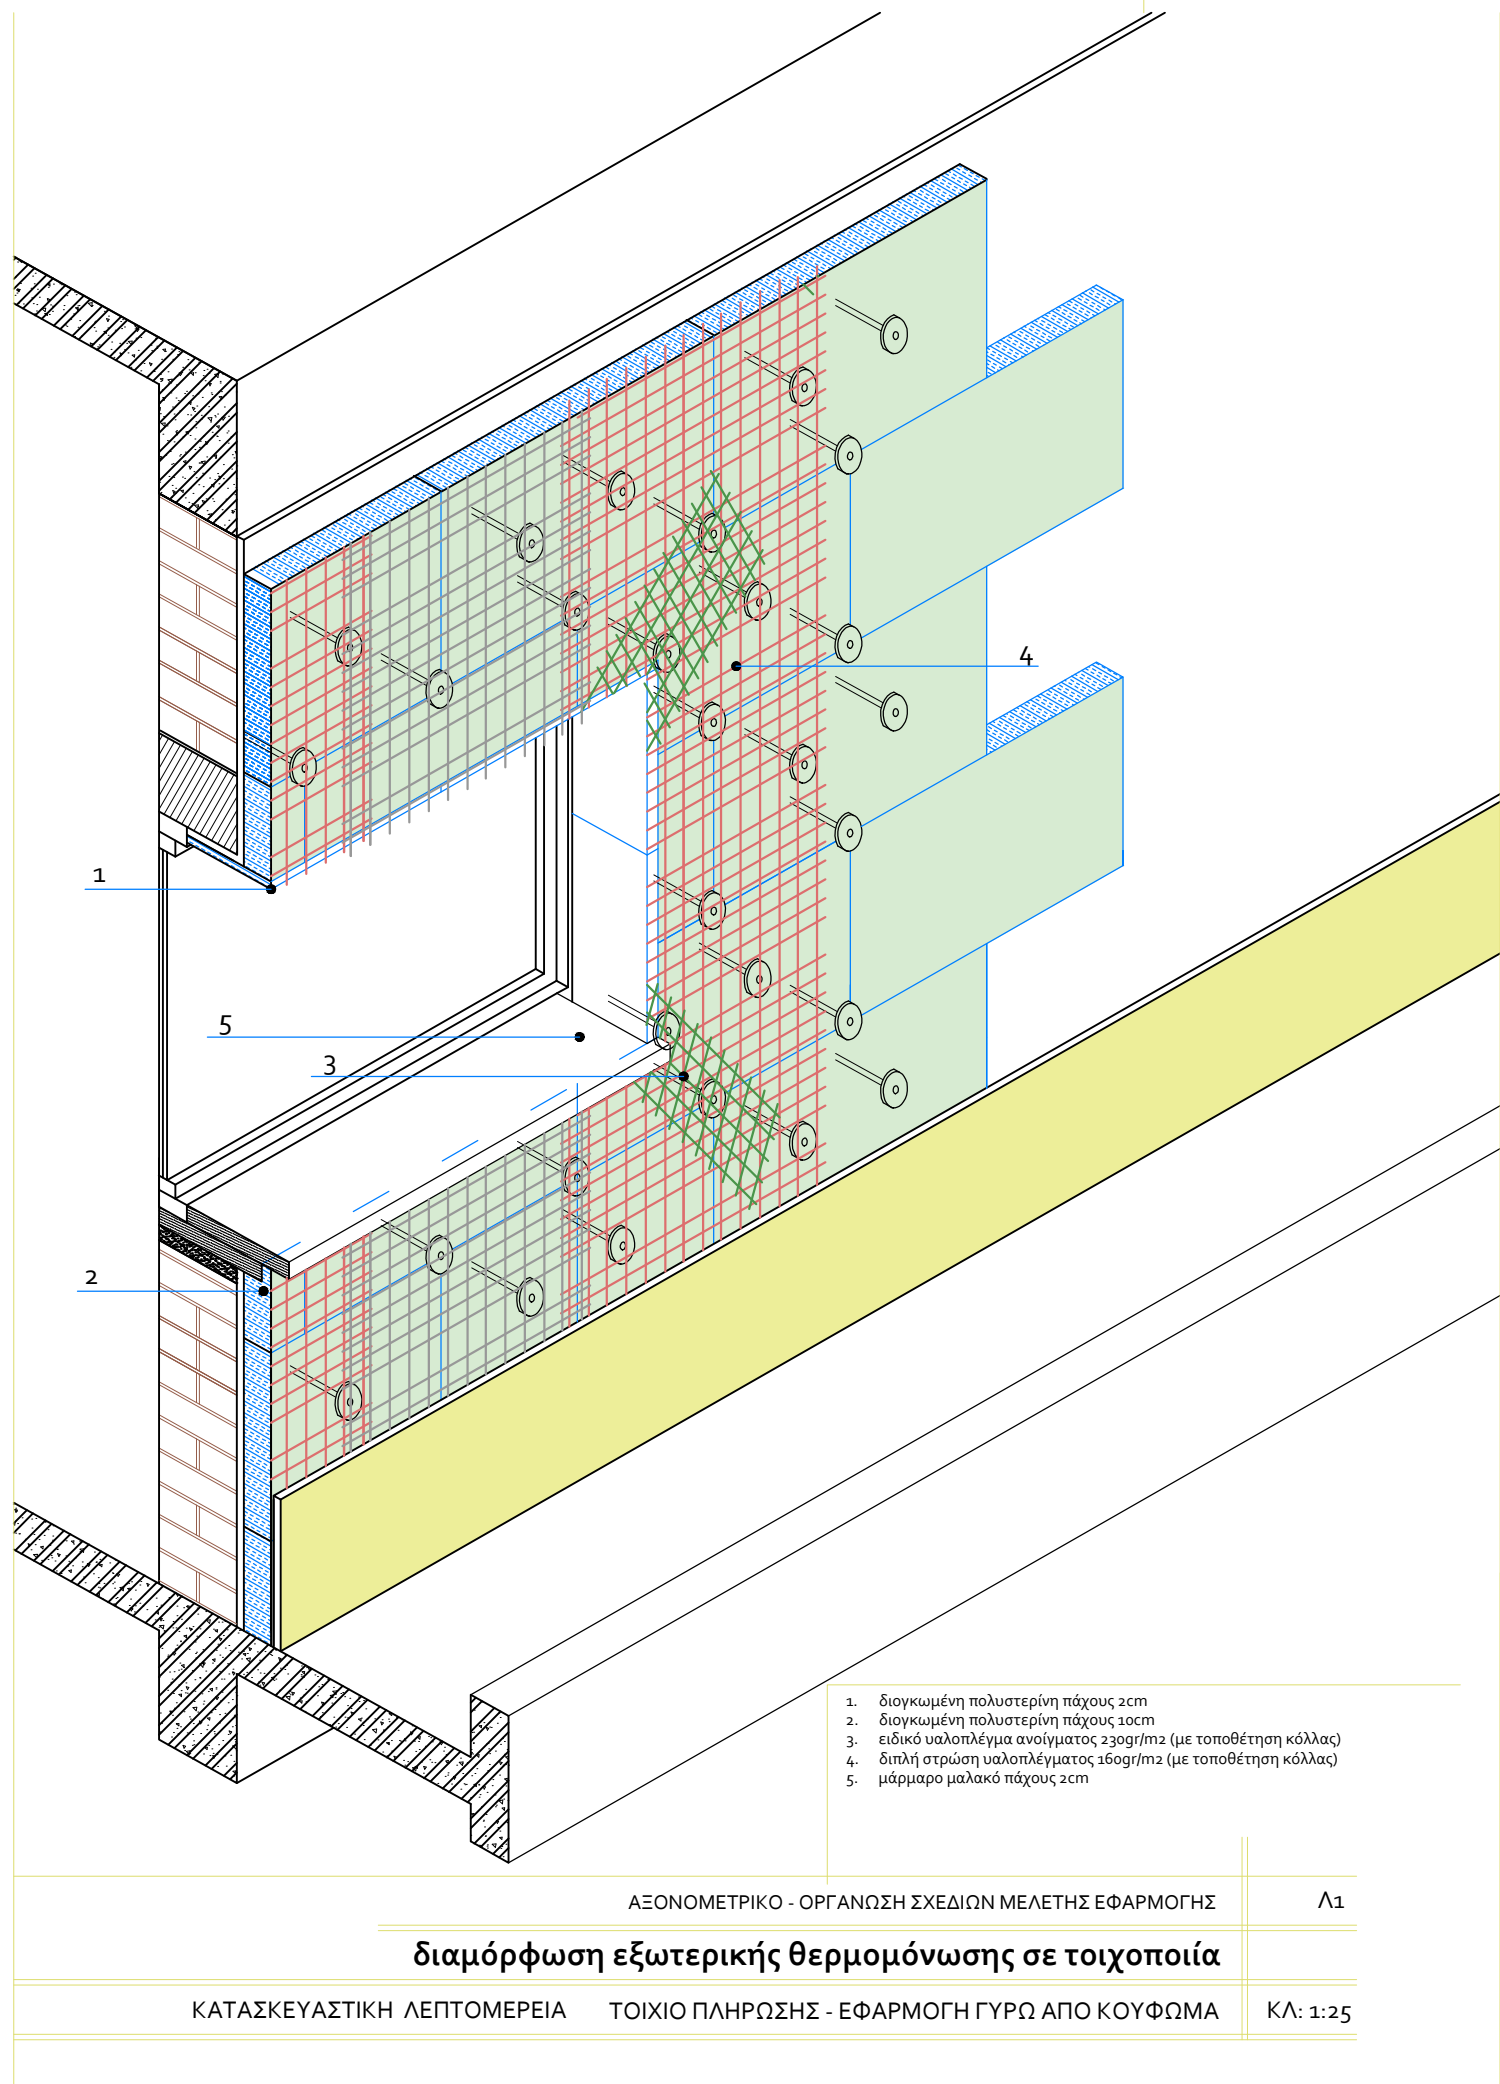 4
1
5
3
2
1. διογκωμένη πολυστερίνη πάχους 2cm
2. διογκωμένη πολυστερίνη πάχους 10cm
3. ειδικό υαλοπλέγμα ανοίγματος 230gr/m2 (με τοποθέτηση κόλλας)
4. διπλή στρώση υαλοπλέγματος 160gr/m2 (με τοποθέτηση κόλλας)
5. μάρμαρο μαλακό πάχους 2cm
ΑΞΟΝΟΜΕΤΡΙΚΟ - ΟΡΓΑΝΩΣΗ ΣΧΕΔΙΩΝ ΜΕΛΕΤΗΣ ΕΦΑΡΜΟΓΗΣ Λ1
διαμόρφωση εξωτερικής θερμομόνωσης σε τοιχοποιία
ΚΑΤΑΣΚΕΥΑΣΤΙΚΗ ΛΕΠΤΟΜΕΡΕΙΑ ΤΟΙΧΙΟ ΠΛΗΡΩΣΗΣ - ΕΦΑΡΜΟΓΗ ΓΥΡΩ ΑΠΟ ΚΟΥΦΩΜΑ ΚΛ: 1:25